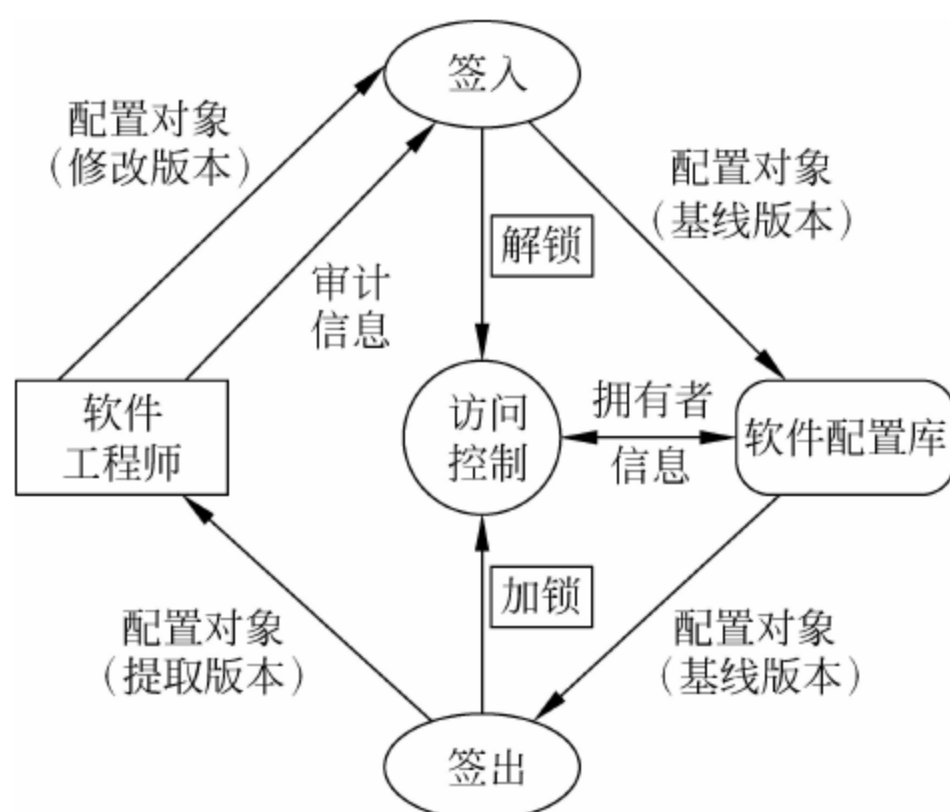 签入
配置对象
（修改版本）
配置对象
（基线版本）
解锁
审计
信息
软件
工程师
访问
控制
拥有者
信息
软件配置库
加锁
配置对象
（提取版本）
配置对象
（基线版本）
签出